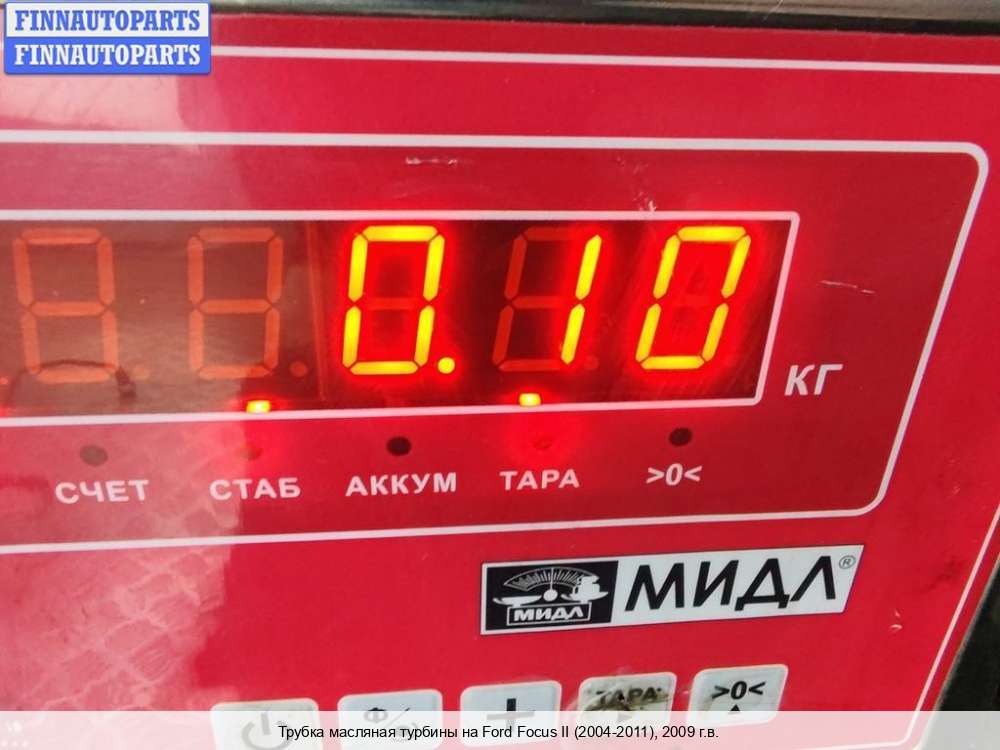 FINNAUTOPARTS
FINNAUTOPARTS
0.10
КГ
СЧЕТ СТАБ АККУМ ТАРА >0<
МИДЛ МИДЛ®
ТАРА >0<
Трубка масляная турбины на Ford Focus II (2004-2011), 2009 г.в.